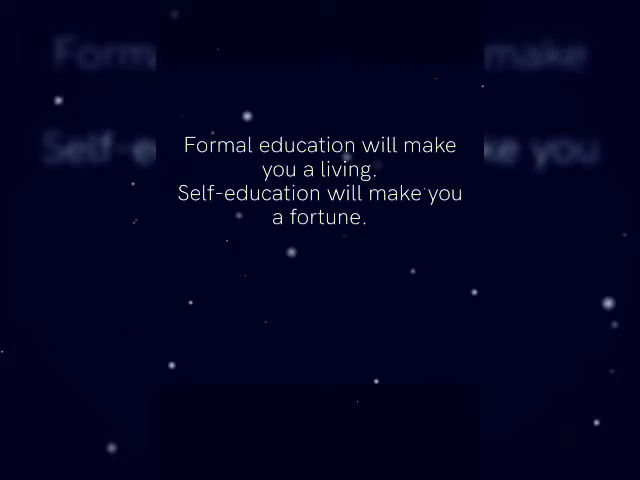 Formal education will make
you a living.
Self-education will make you
a fortune.